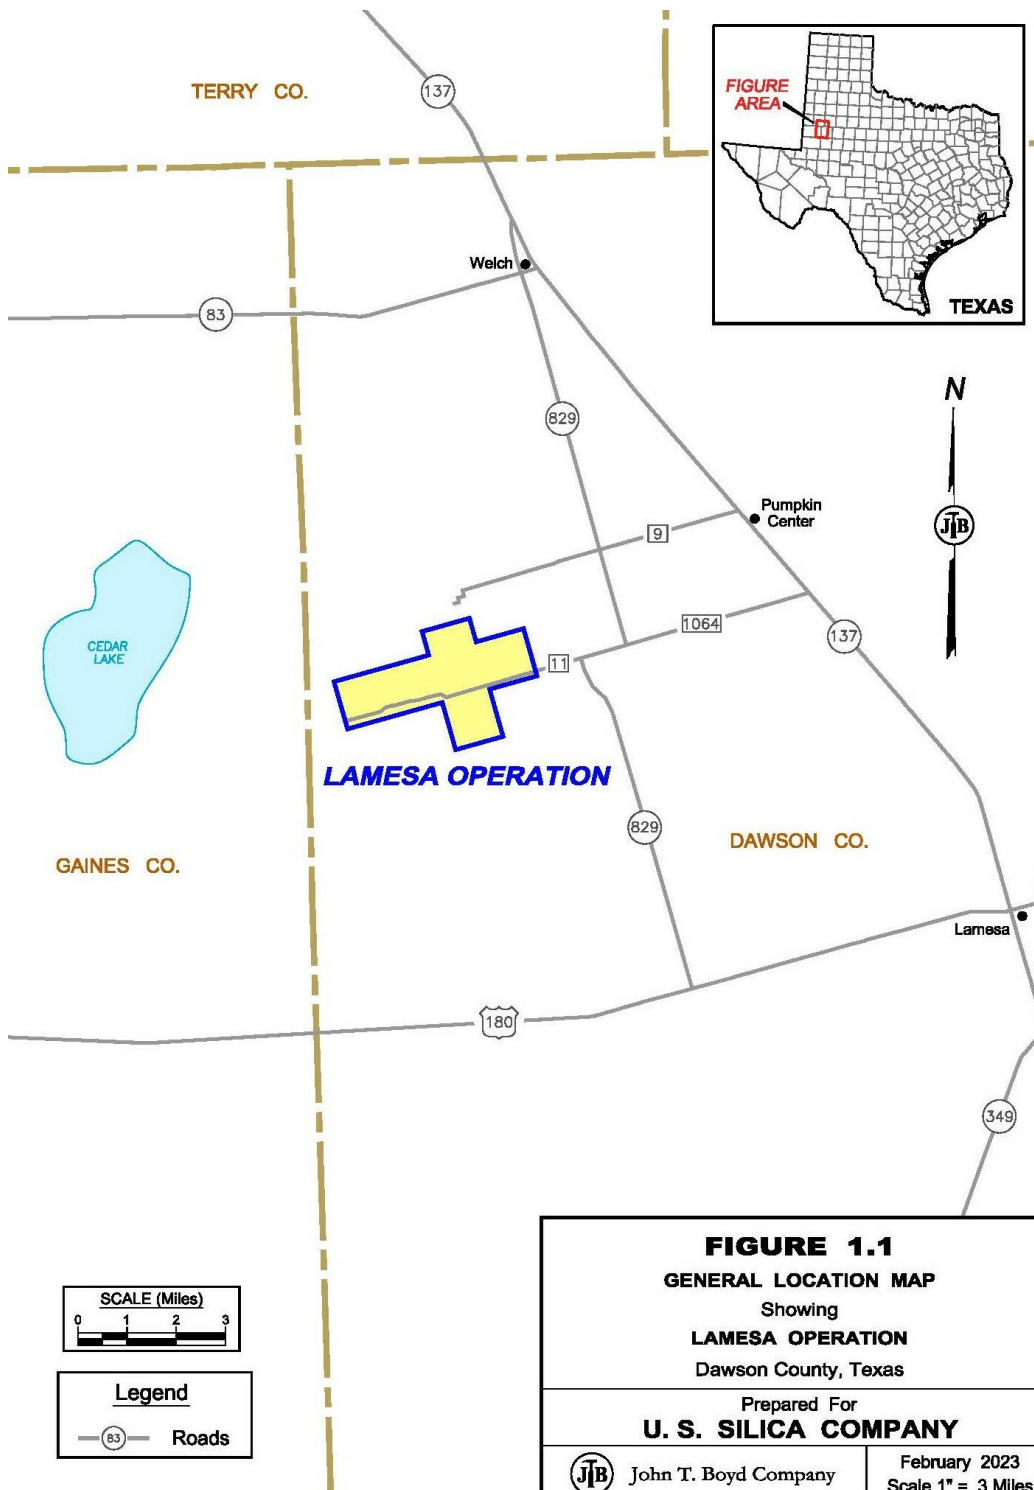 TERRY CO.
137
FIGURE
AREA
TEXAS
Welch
83
N
829
Pumpkin
Center
9
JTB
CEDAR
LAKE
1064
137
11
LAMESA OPERATION
829
DAWSON CO.
GAINES CO.
Lamesa
180
349
FIGURE 1.1
GENERAL LOCATION MAP
Showing
LAMESA OPERATION
Dawson County, Texas
Prepared For
U. S. SILICA COMPANY
JTB John T. Boyd Company
February 2023
Scale 1" = 3 Miles
SCALE (Miles)
0 1 2 3
Legend
83 Roads